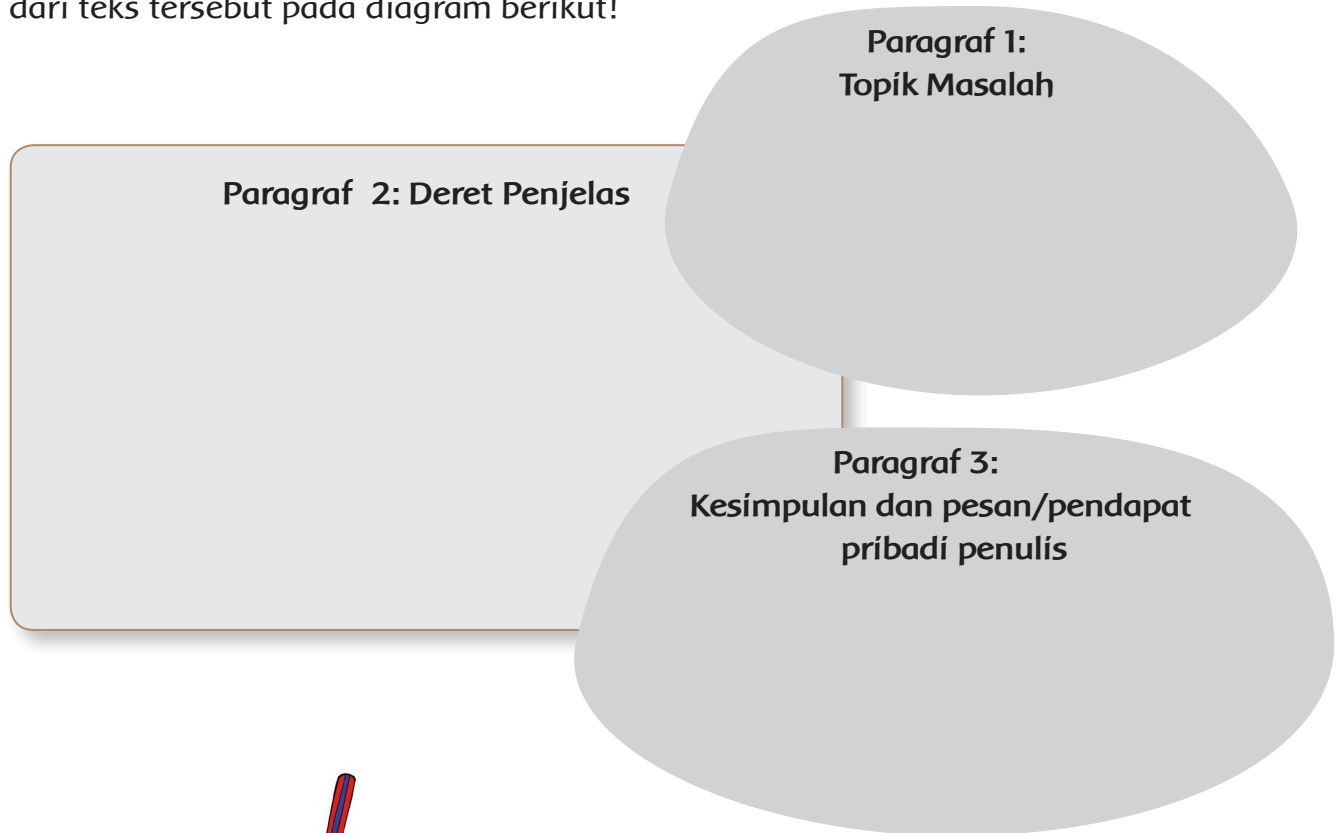 dari teks tersebut pada diagram berikut!
Paragraf 1:
Topik Masalah
Paragraf  2: Deret Penjelas
Paragraf 3:
Kesimpulan dan pesan/pendapat
pribadi penulis